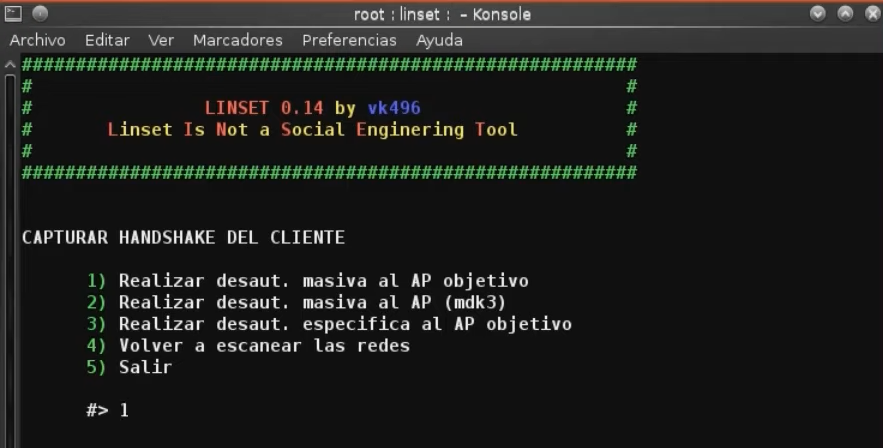 root : linset : – Konsole
Archivo Editar Ver Marcadores Preferencias Ayuda
#########################################################
# #
# LINSET 0.14 by vk496 #
# Linset Is Not a Social Enginering Tool #
# #
#########################################################
CAPTURAR HANDSHAKE DEL CLIENTE
1) Realizar desaut. masiva al AP objetivo
2) Realizar desaut. masiva al AP (mdk3)
3) Realizar desaut. especifica al AP objetivo
4) Volver a escanear las redes
5) Salir
#> 1